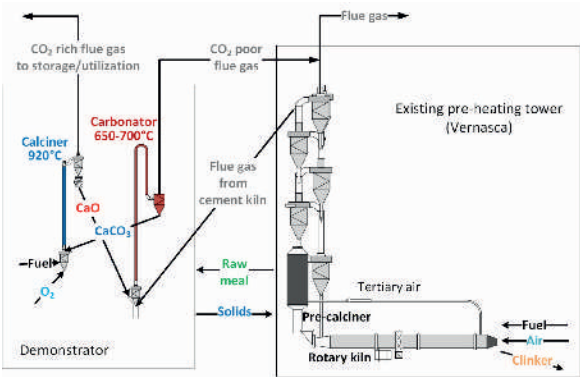 Flue gas
CO2 rich flue gas
to storage/utilization
CO2 poor
flue gas
Carbonator
650-700°C
Calciner
920°C
Existing pre-heating tower
(Vernasca)
Flue gas
from
cement kiln
CaO
CaCO3
Fuel
O2
Raw
meal
Tertiary air
Solids
Pre-calciner
Fuel
Air
Rotary kiln
Clinker
Demonstrator